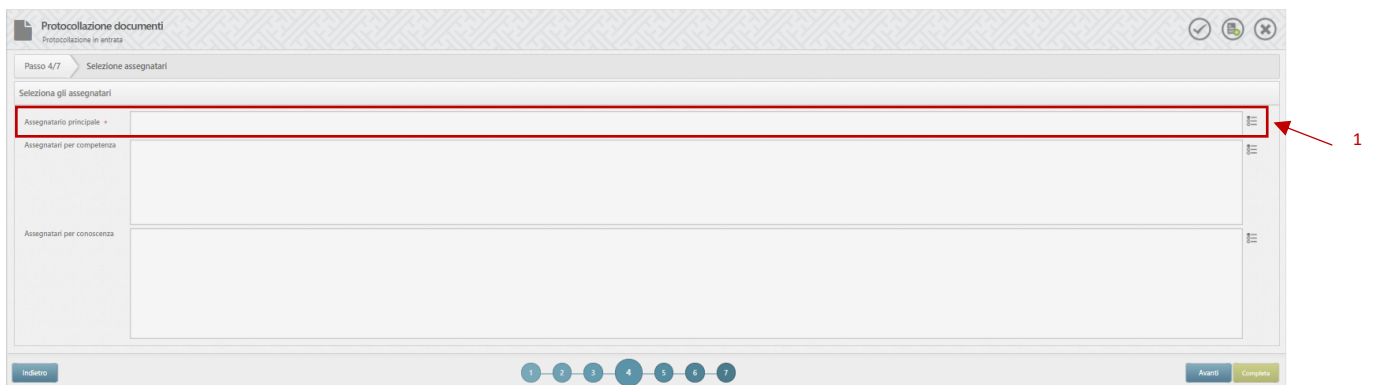 Protocollazione documenti
Protocollazione in entrata
Passo 4/7 Selezione assegnatari
Seleziona gli assegnatari
Assegnatario principale *
1
Assegnatari per competenza
Assegnatari per conoscenza
Indietro
1 2 3 4 5 6 7
Avanti Completa